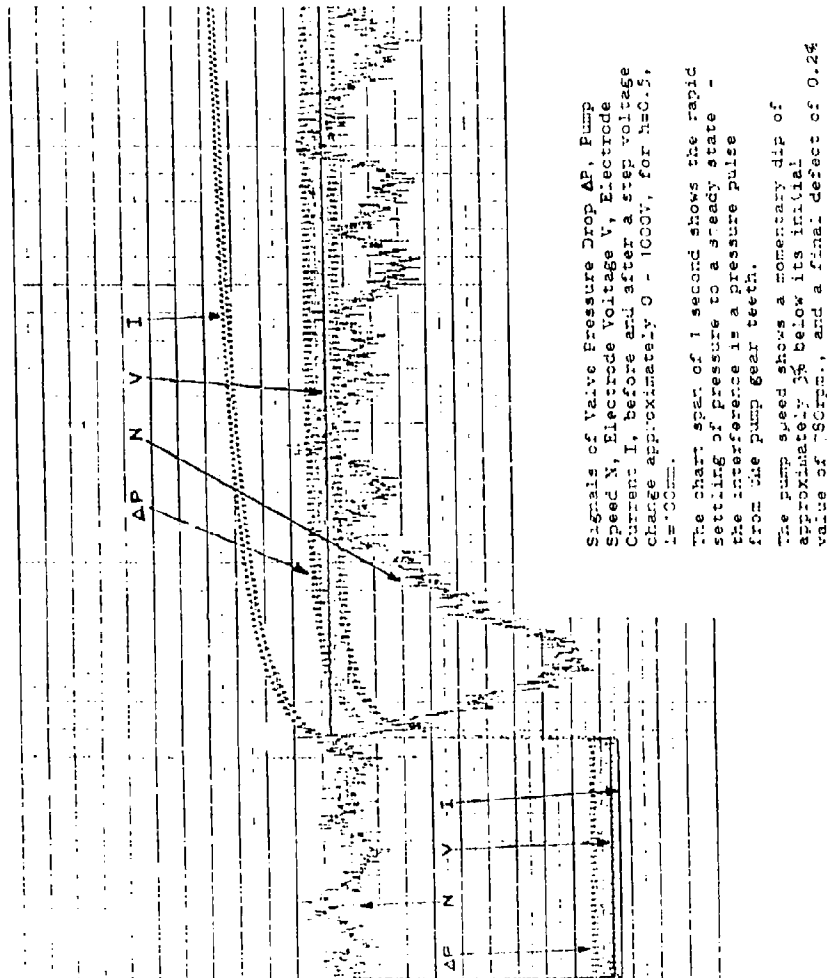 I
V
N
ΔP
I
V
N
ΔP
Signals of Valve Pressure Drop ΔP, Pump
Speed N, Electrode Voltage V, Electrode
Current I, before and after a step voltage
change approximately 0 - 1000V, for h=0.5,
The chart span of 1 second shows the rapid
settling of pressure to a steady state -
the interference is a pressure pulse
from the pump gear teeth.
The pump speed shows a momentary dip of
approximately 3% below its initial
value of and a final defect of 0.2%